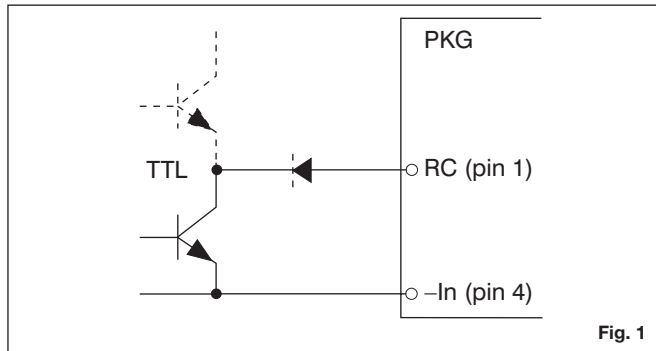 PKG
TTL
RC (pin 1)
–In (pin 4)
Fig. 1